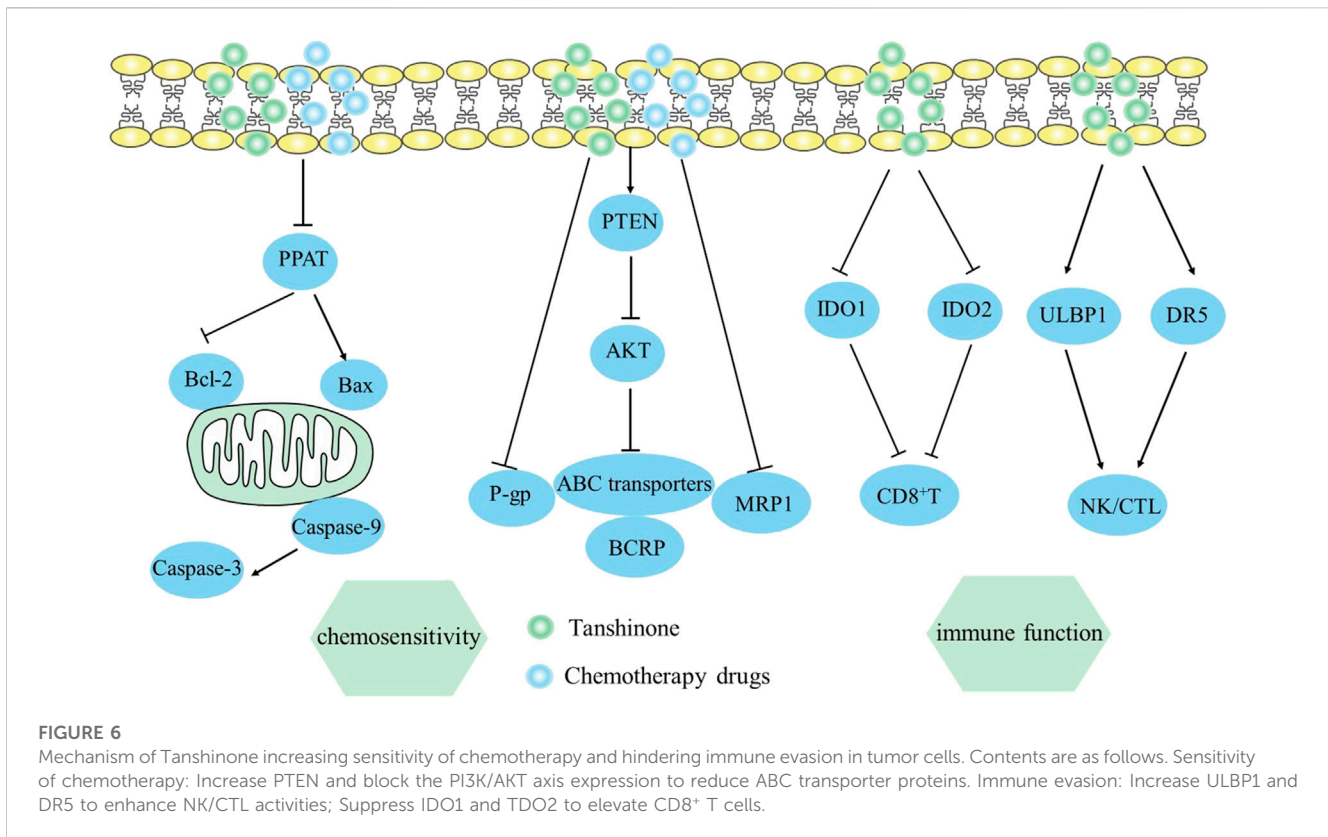 PTEN
PPAT
IDO1
IDO2
ULBP1
DR5
AKT
Bcl-2
Bax
P-gp
ABC transporters
MRP1
CD8⁺T
NK/CTL
Caspase-9
BCRP
Caspase-3
chemosensitivity
Tanshinone
immune function
Chemotherapy drugs
FIGURE 6
Mechanism of Tanshinone increasing sensitivity of chemotherapy and hindering immune evasion in tumor cells. Contents are as follows. Sensitivity
of chemotherapy: Increase PTEN and block the PI3K/AKT axis expression to reduce ABC transporter proteins. Immune evasion: Increase ULBP1 and
DR5 to enhance NK/CTL activities; Suppress IDO1 and TDO2 to elevate CD8⁺ T cells.